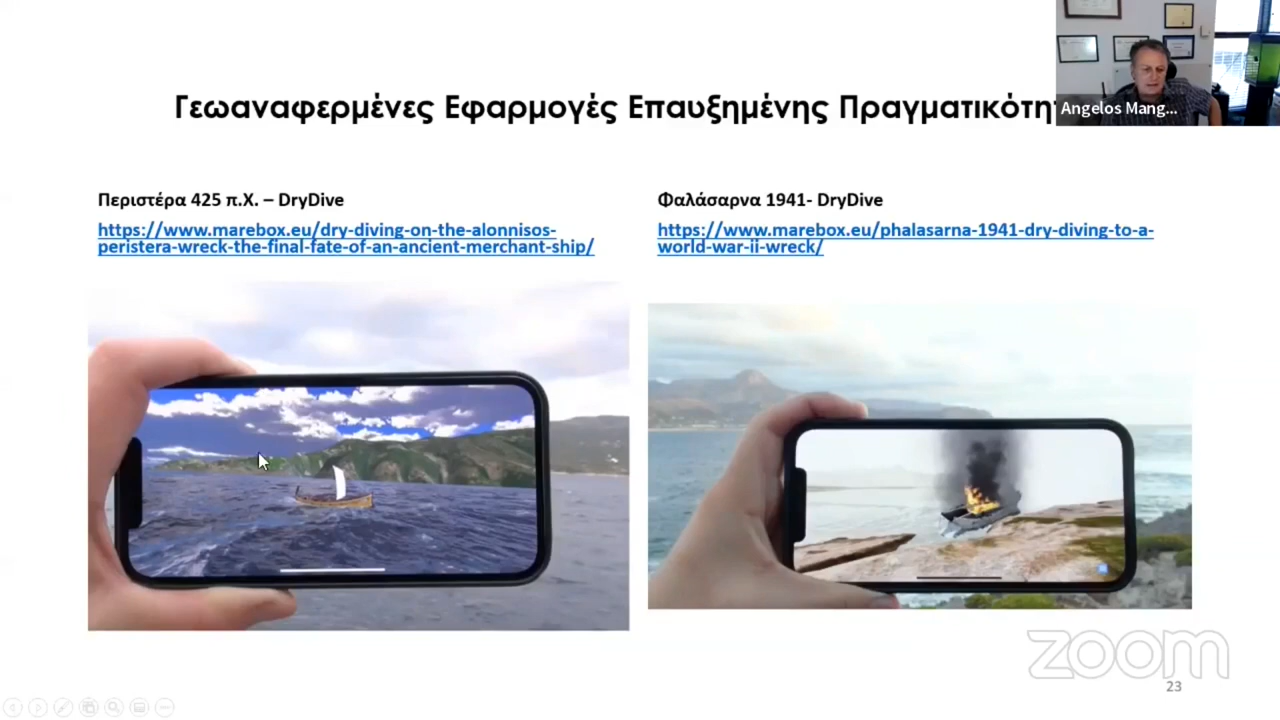 Γεωαναφερμένες Εφαρμογές Επαυξημένης Πραγματικότη
Angelos Mang...
Περιστέρα 425 π.Χ. – DryDive
https://www.marebox.eu/dry-diving-on-the-alonnisos-
peristera-wreck-the-final-fate-of-an-ancient-merchant-ship/
Φαλάσαρνα 1941- DryDive
https://www.marebox.eu/phalasarna-1941-dry-diving-to-a-
world-war-ii-wreck/
zoom
23